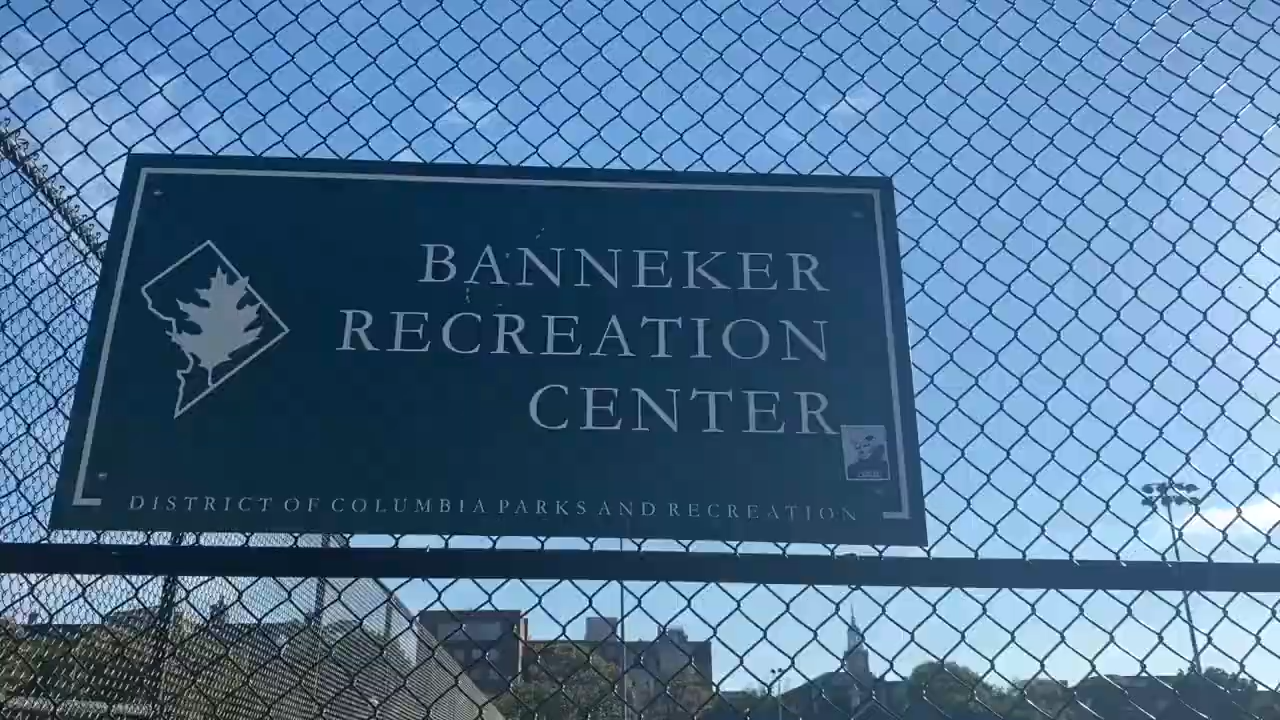 BANNEKER
RECREATION
CENTER
DISTRICT OF COLUMBIA PARKS AND RECREATION